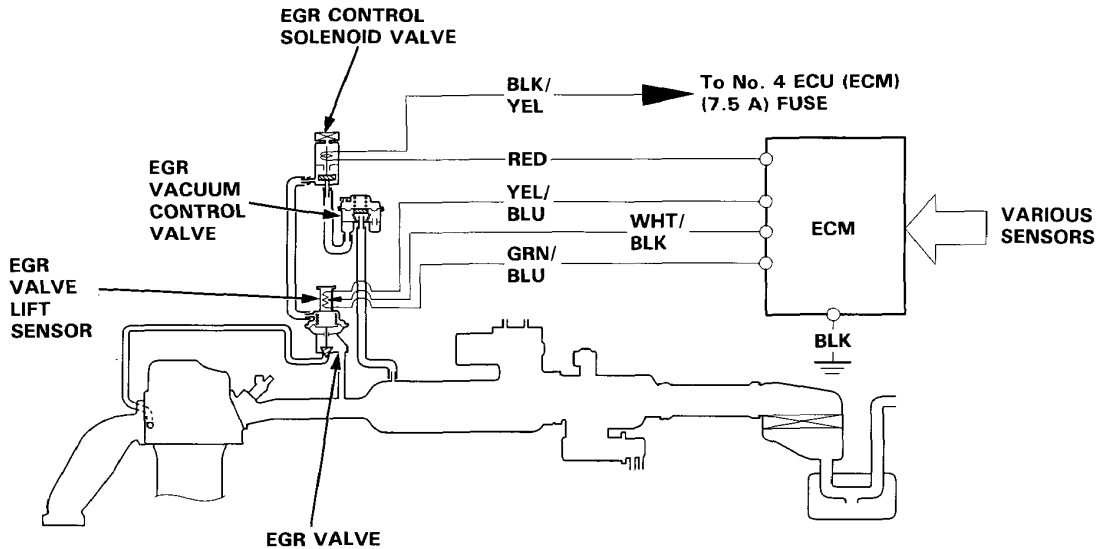 EGR CONTROL
SOLENOID VALVE
BLK/
YEL
To No. 4 ECU (ECM)
(7.5 A) FUSE
RED
EGR
VACUUM
CONTROL
VALVE
YEL/
BLU
WHT/
BLK
ECM
VARIOUS
SENSORS
EGR
VALVE
LIFT
SENSOR
GRN/
BLU
BLK
EGR VALVE